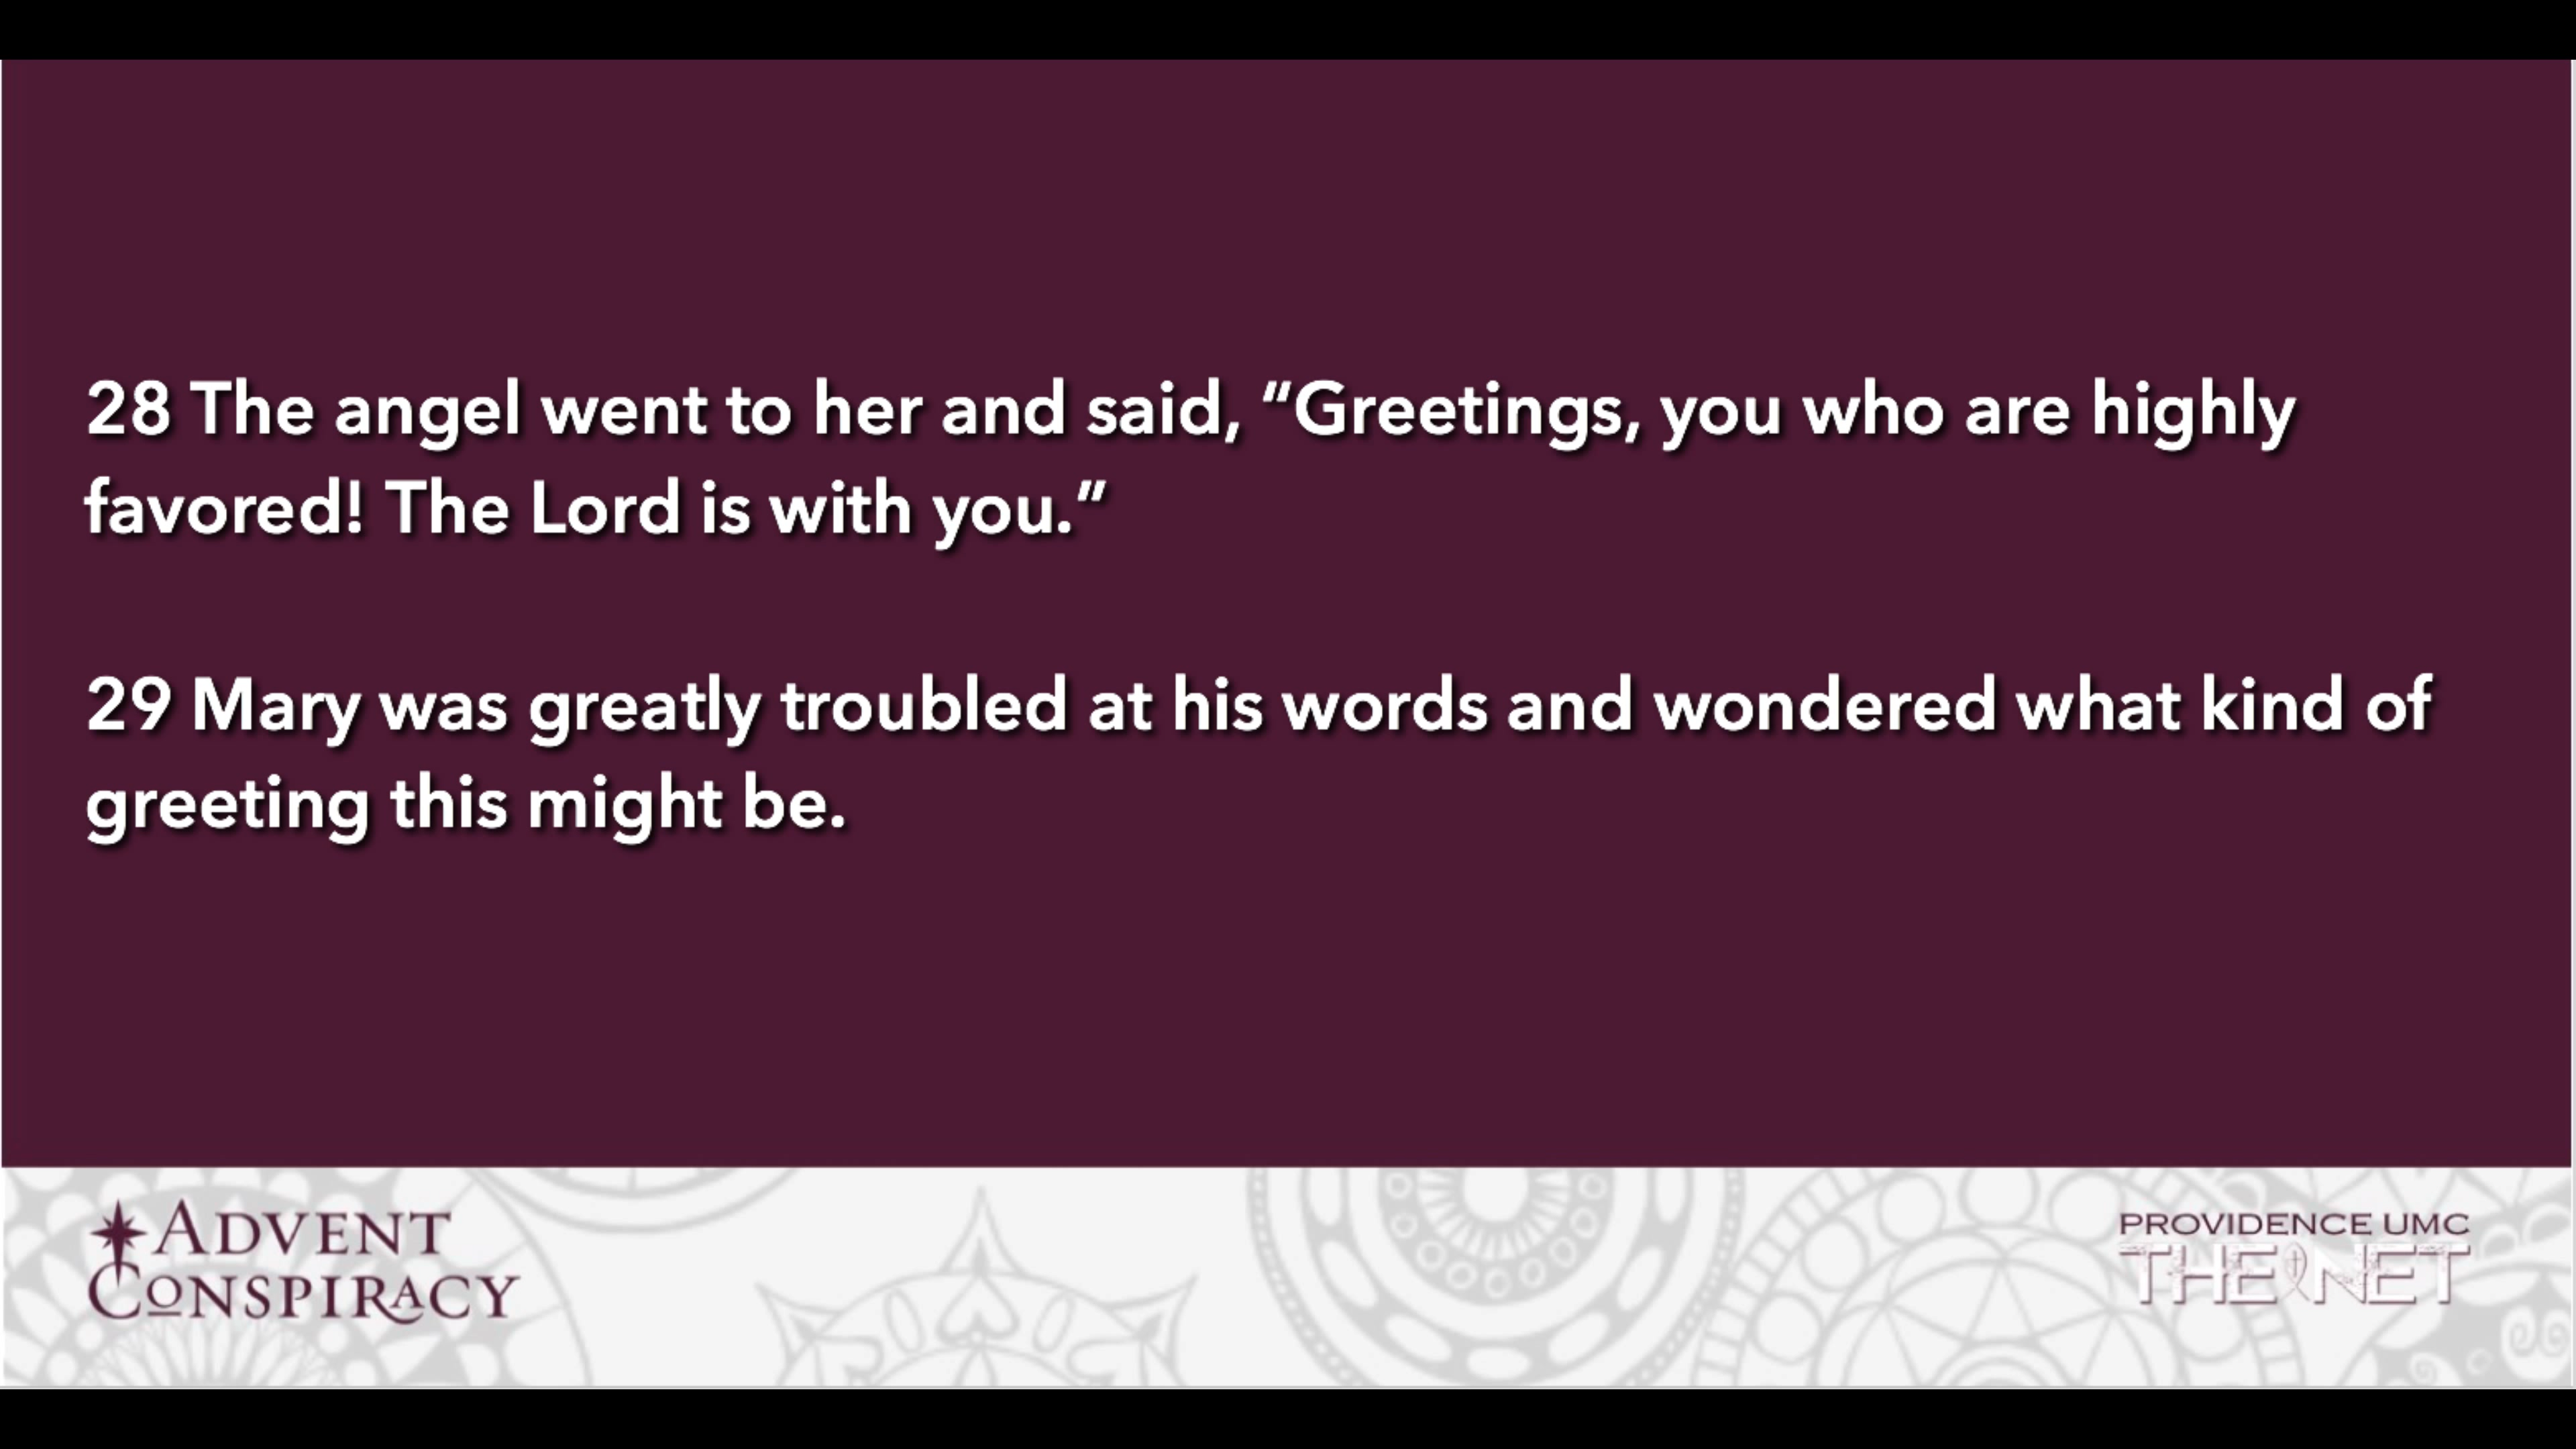 28 The angel went to her and said, “Greetings, you who are highly
favored! The Lord is with you.”
29 Mary was greatly troubled at his words and wondered what kind of
greeting this might be.
ADVENT
CONSPIRACY
PROVIDENCE UMC
THE NET